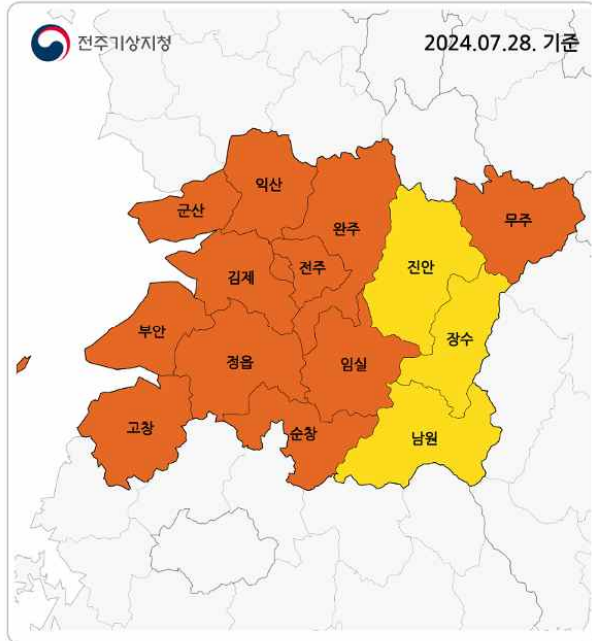 전주기상지청
2024.07.28. 기준
익산
군산
완주
무주
전주
진안
김제
부안
장수
정읍
임실
고창
순창
남원